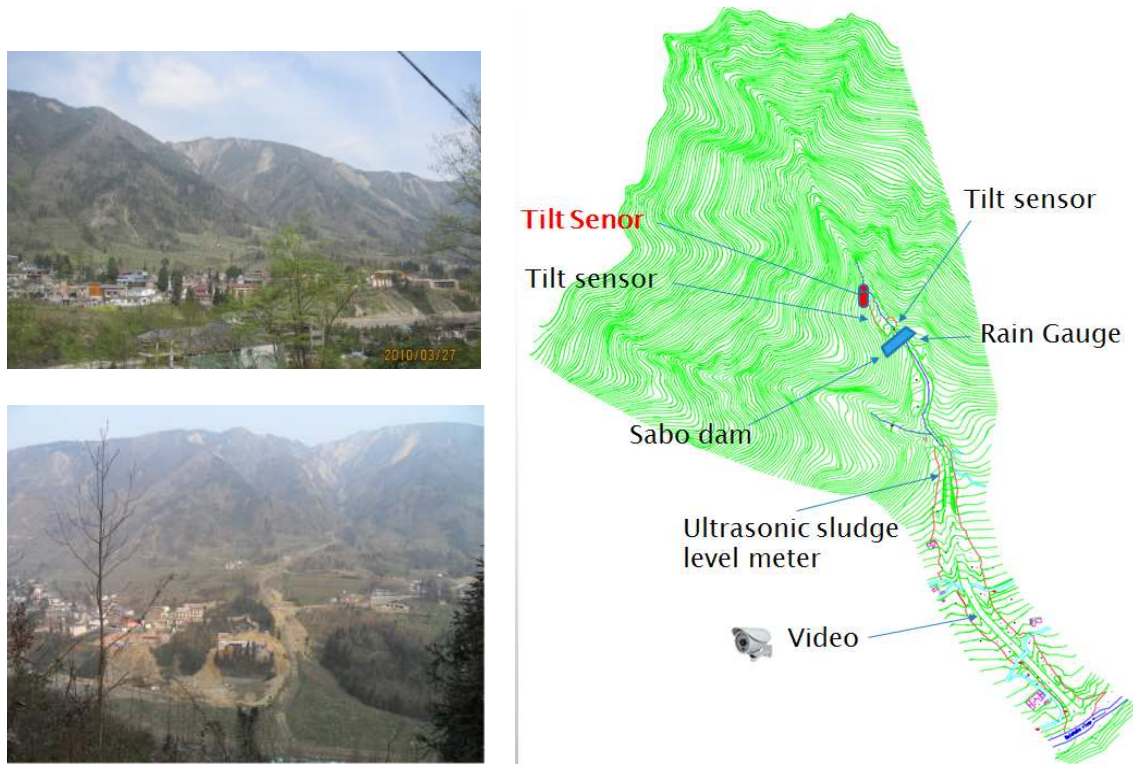 2010/03/27
Tilt Senor
Tilt sensor
Tilt sensor
Rain Gauge
Sabo dam
Ultrasonic sludge
level meter
Video